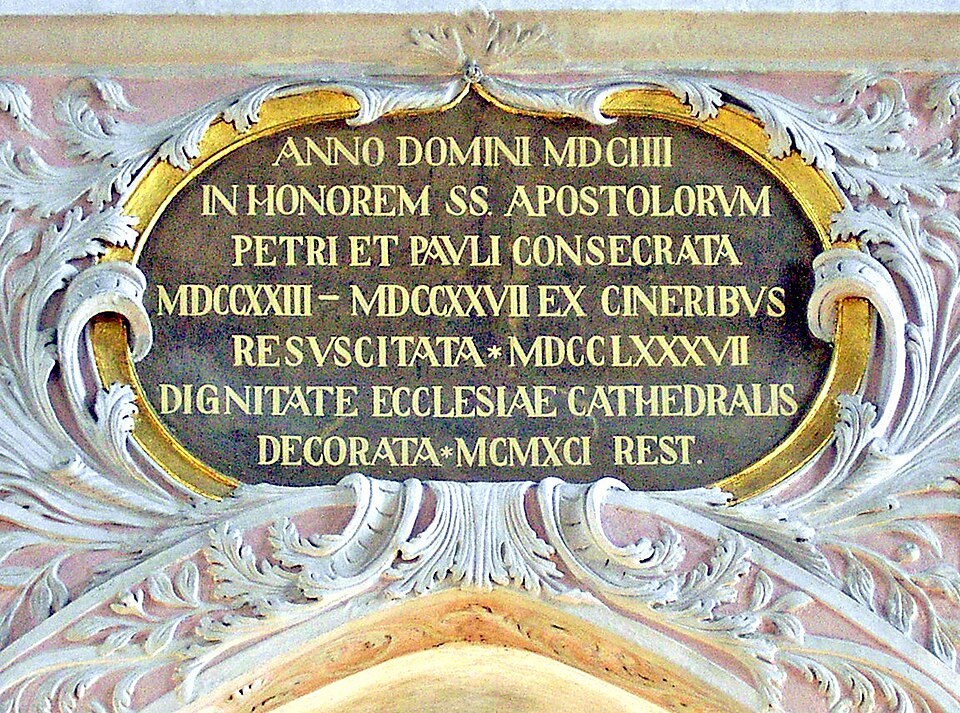 ANNO DOMINI MDCIIII
IN HONOREM SS. APOSTOLORVM
PETRI ET PAVLI CONSECRATA
MDCCXXIII – MDCCXXVII EX CINERIBVS
RESVSCITATA * MDCCLXXXVII
DIGNITATE ECCLESIAE CATHEDRALIS
DECORATA * MCMXCI REST.